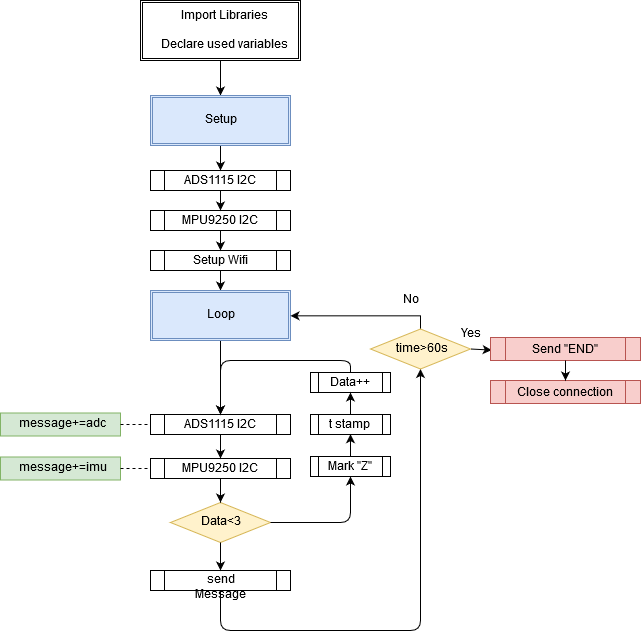 Import Libraries
Declare used variables
Setup
ADS1115 I2C
MPU9250 I2C
Setup Wifi
Loop
No
time>60s
Yes
Send "END"
Close connection
Data++
t stamp
Mark "Z"
message+=adc
ADS1115 I2C
message+=imu
MPU9250 I2C
Data<3
send
Message